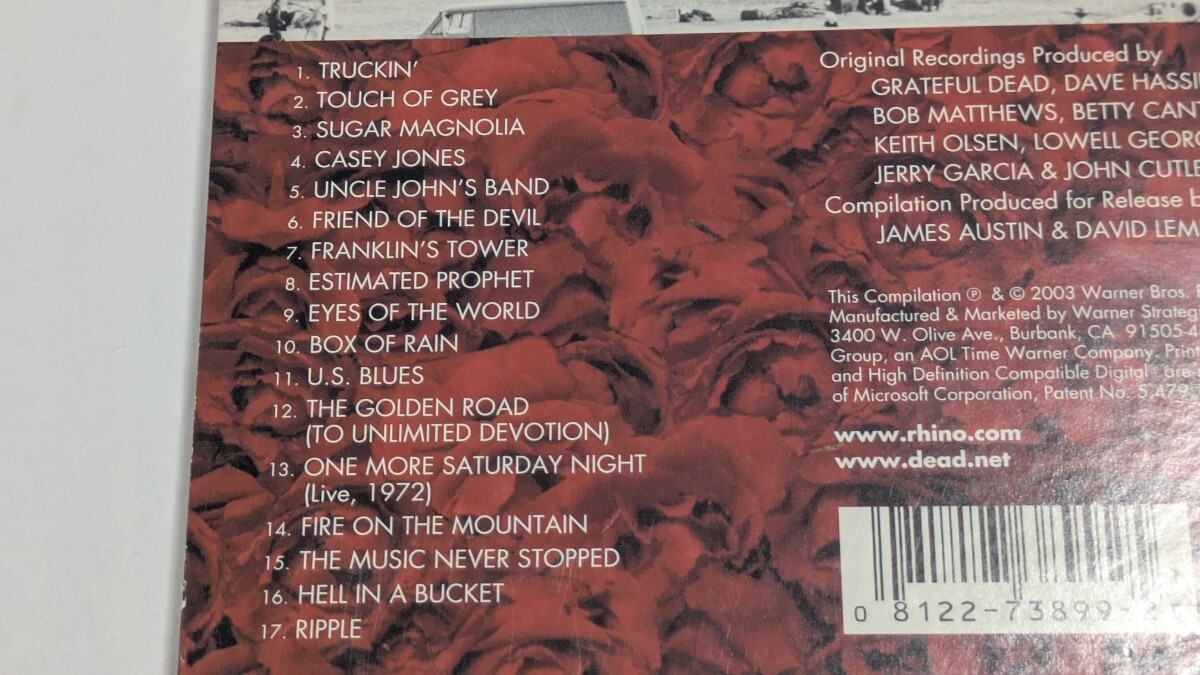 1. TRUCKIN'
2. TOUCH OF GREY
3. SUGAR MAGNOLIA
4. CASEY JONES
5. UNCLE JOHN'S BAND
6. FRIEND OF THE DEVIL
7. FRANKLIN'S TOWER
8. ESTIMATED PROPHET
9. EYES OF THE WORLD
10. BOX OF RAIN
11. U.S. BLUES
12. THE GOLDEN ROAD
(TO UNLIMITED DEVOTION)
13. ONE MORE SATURDAY NIGHT
(Live, 1972)
14. FIRE ON THE MOUNTAIN
15. THE MUSIC NEVER STOPPED
16. HELL IN A BUCKET
17. RIPPLE
Original Recordings Produced by
GRATEFUL DEAD, DAVE
BOB MATTHEWS, BETTY
KEITH OLSEN, LOWELL
JERRY GARCIA & JOHN
Compilation Produced for Release
JAMES AUSTIN & DAVID
This Compilation ℗ & © 2003 Warner Bros.
Manufactured & Marketed by Warner
3400 W. Olive Ave., Burbank, CA 91505-
Group, an AOL Time Warner Company.
and High Definition Compatible Digital® are
of Microsoft Corporation, Patent No. 5,479,
www.rhino.com
www.dead.net
0 8122-73899-